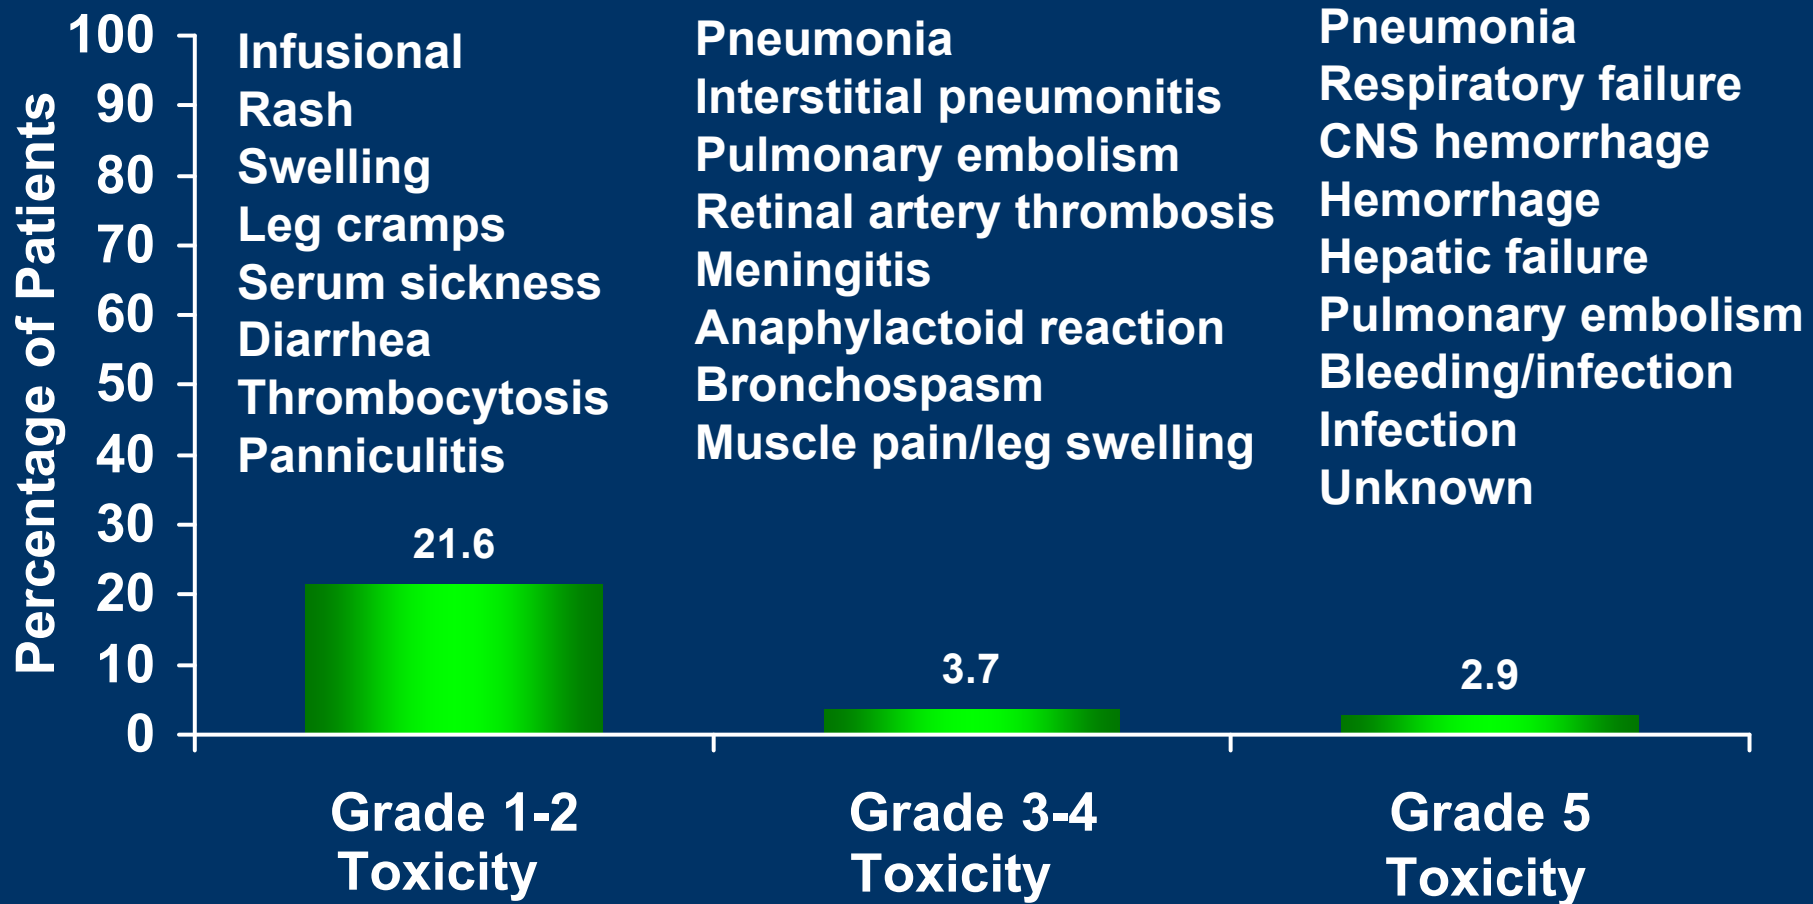 Percentage of Patients
100
90
80
70
60
50
40
30
20
10
0
Infusional
Rash
Swelling
Leg cramps
Serum sickness
Diarrhea
Thrombocytosis
Panniculitis
Pneumonia
Interstitial pneumonitis
Pulmonary embolism
Retinal artery thrombosis
Meningitis
Anaphylactoid reaction
Bronchospasm
Muscle pain/leg swelling
Pneumonia
Respiratory failure
CNS hemorrhage
Hemorrhage
Hepatic failure
Pulmonary embolism
Bleeding/infection
Infection
Unknown
21.6
3.7
2.9
Grade 1-2
Toxicity
Grade 3-4
Toxicity
Grade 5
Toxicity